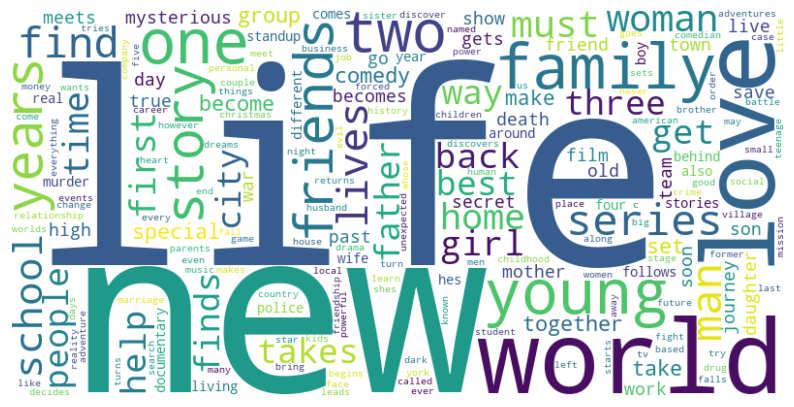 life
new
world
love
family
one
two
story
years
friends
young
series
school
woman
man
find
must
time
people
help
finds
takes
first
city
lives
father
back
best
home
girl
way
three
get
mysterious
meets
group
standup
comes
sister
discover
named
show
comedian
adventures
tries
company
five
personal
day
job
business
meet
go
year
gets
friend
town
boy
live
little
cast
money
wants
couple
things
comedy
power
us
sets
never
order
save
real
true
become
becomes
forced
make
different
come
career
however
christmas
history
children
death
around
brother
battle
american
may
teenage
everything
heart
dreams
night
evil
discovers
human
film
old
behind
also
small
murder
war
unexpected
whose
secret
team
good
social
crime
events
change
end
returns
relationship
special
fall
every
husband
past
four
c
stories
place
big
village
worlds
high
game
house
drama
wife
son
set
mission
parents
even
turn
along
men
childhood
stage
former
last
music
makes
local
learn
mother
hes
follows
soon
daughter
journey
women
shes
friendship
powerful
marriage
country
police
known
together
away
future
days
reality
adventure
documentary
star
kids
student
fight
search
turns
many
bring
dark
starts
tv
based
try
like
decides
living
begins
face
york
called
leads
ever
left
take
work
drug
falls
goes